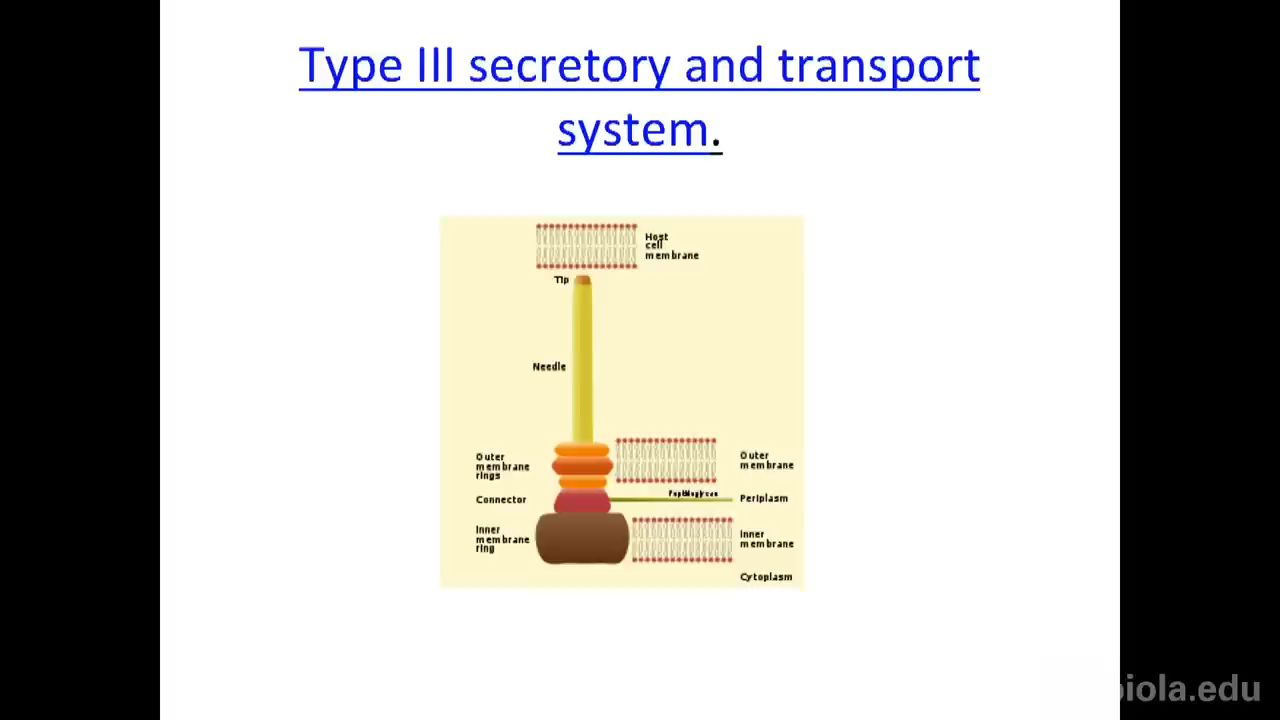 Type III secretory and transport
system.
Host
cell
membrane
Tip
Needle
Outer
membrane
rings
Outer
membrane
Peptidoglycan
Connector
Periplasm
Inner
membrane
ring
Inner
membrane
Cytoplasm
biola.edu